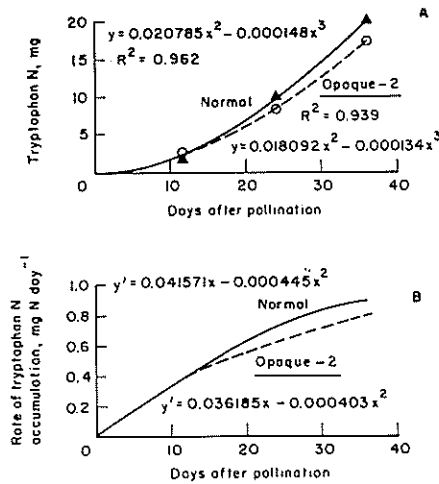 A
Tryptophan N, mg
20
15
10
5
y=0.020785x²−0.000148x³
R²=0.962
Normal
Opaque-2
R²=0.939
y=0.018092x²−0.000134x³
0 10 20 30 40
Days after pollination
B
Rate of tryptophan N
accumulation, mg N day⁻¹
1.0
0.8
0.6
0.4
0.2
y'=0.041571x−0.000445x²
Normal
Opaque-2
y'=0.036185x−0.000403x²
0 10 20 30 40
Days after pollination